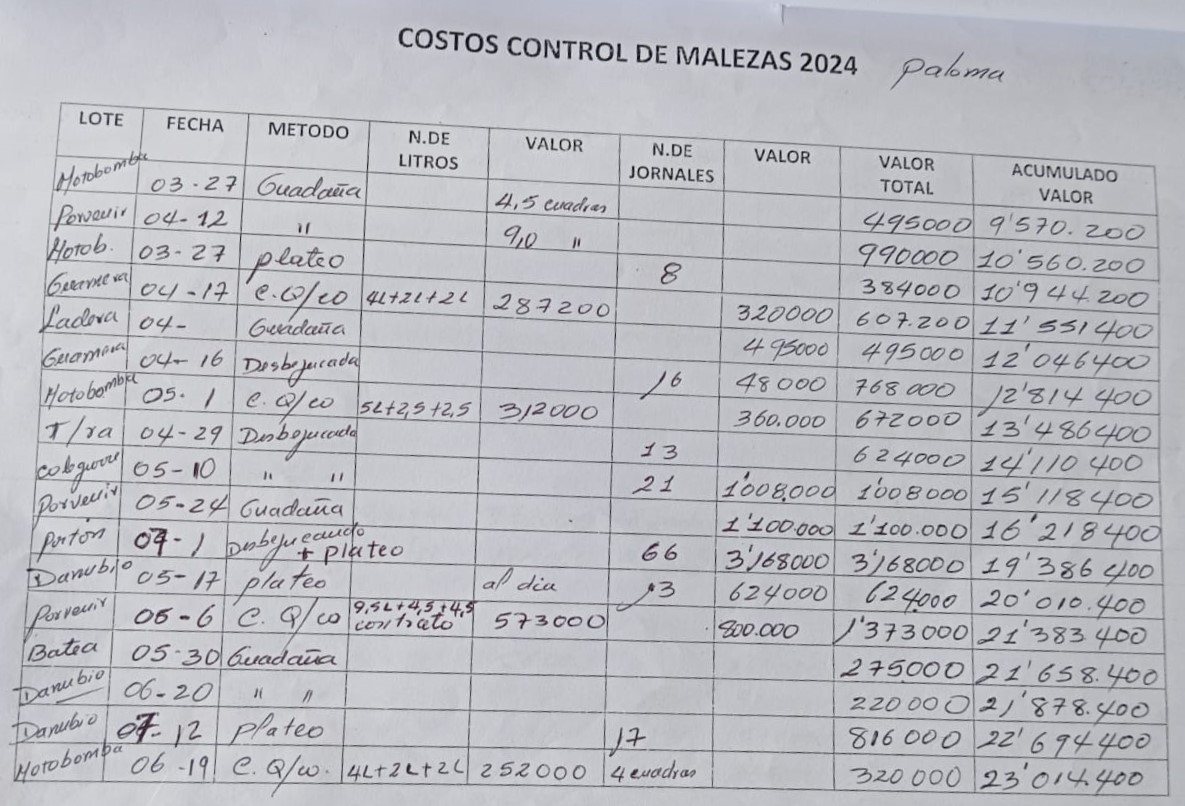 COSTOS CONTROL DE MALEZAS 2024 Paloma
LOTE FECHA METODO N.DE LITROS VALOR N.DE JORNALES VALOR VALOR TOTAL ACUMULADO VALOR
Motobomba 03-27 Guadaña 4,5 cuadras 495000 9'570.200
Porvenir 04-12 " 9,0 " 990000 10'560.200
Motob. 03-27 plateo 8 384000 10'944.200
Guamera 04-17 C.Q/co 4L+2L+2L 287200 320000 607.200 11'551400
Ladera 04- Guadaña 495000 495000 12'046400
Guamera 04-16 Desbejucada 16 48000 768000 12'814400
Motobomba 05.1 C.Q/co 5L+2,5+2,5 312000 360.000 672000 13'486400
T/ra 04-29 Desbejucada 13 624000 14'110400
05-10 " " 21 1'008,000 1'008000 15'118400
Porvenir 05-24 Guadaña 1'100.000 1'100.000 16'218400
Portón 07-1 Desbejucando + plateo 66 3'168000 3'168000 19'386400
Danubio 05-17 plateo al dia 13 624000 624000 20'010.400
Porvenir 06-6 C.Q/co 9,5L+4,5+4,5 contrato 573000 800.000 1'373000 21'383400
Batea 05-30 Guadaña 275000 21'658.400
Danubio 06-20 " " 220000 21'878.400
Danubio 07-12 plateo 17 816000 22'694400
Motobomba 06-19 C.Q/co. 4L+2L+2L 252000 4 cuadras 320000 23'014.400